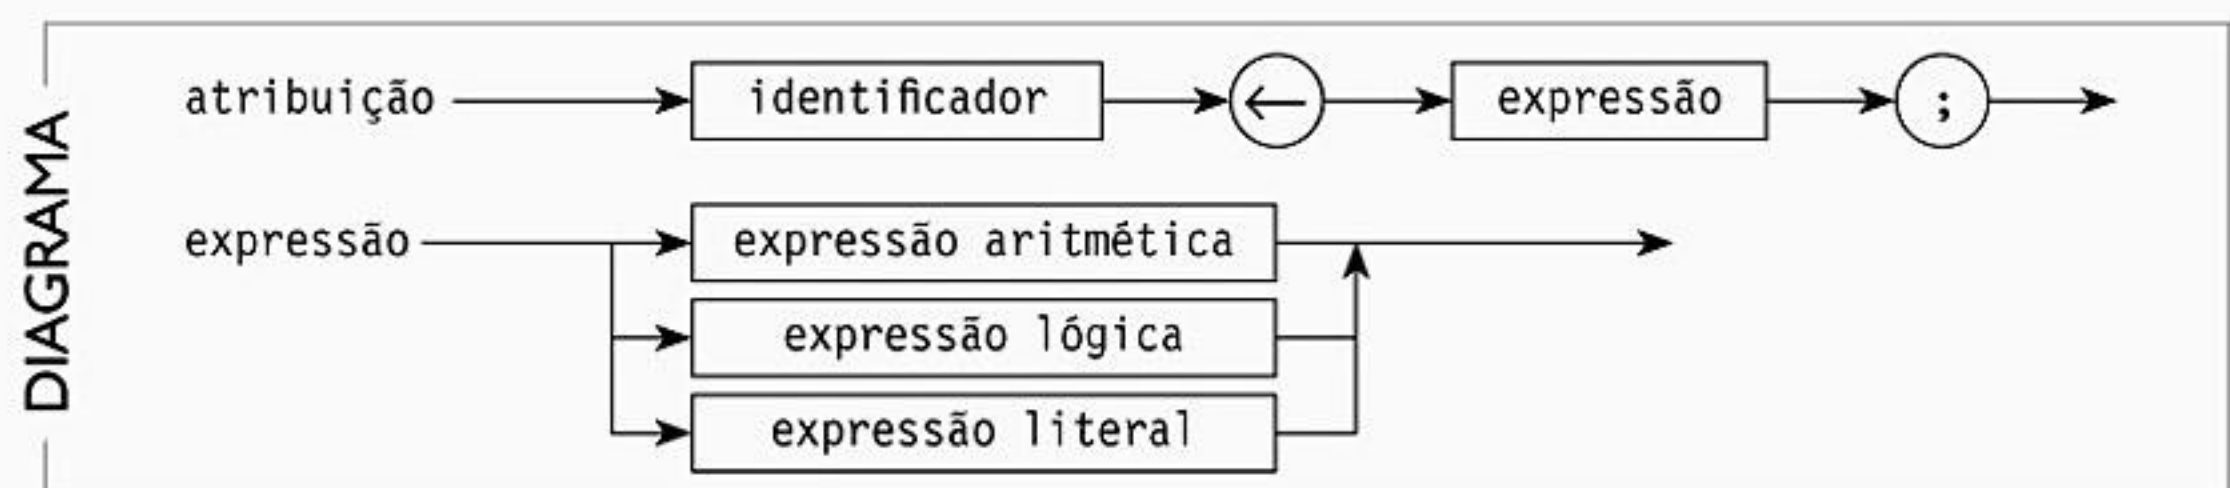 DIAGRAMA
atribuição identificador ← expressão ;
expressão expressão aritmética
expressão lógica
expressão literal